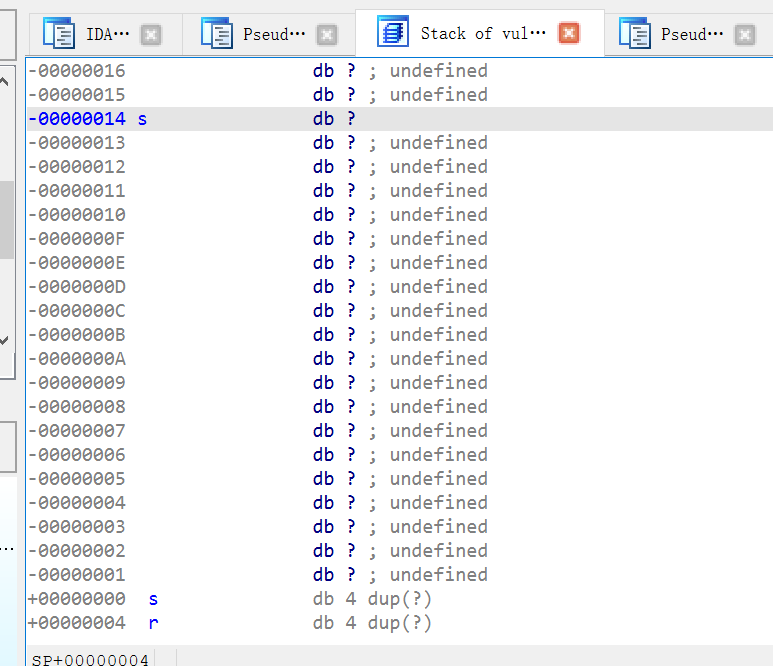 IDA··· Pseud··· Stack of vul··· Pseud···
-00000016 db ? ; undefined
-00000015 db ? ; undefined
-00000014 s db ?
-00000013 db ? ; undefined
-00000012 db ? ; undefined
-00000011 db ? ; undefined
-00000010 db ? ; undefined
-0000000F db ? ; undefined
-0000000E db ? ; undefined
-0000000D db ? ; undefined
-0000000C db ? ; undefined
-0000000B db ? ; undefined
-0000000A db ? ; undefined
-00000009 db ? ; undefined
-00000008 db ? ; undefined
-00000007 db ? ; undefined
-00000006 db ? ; undefined
-00000005 db ? ; undefined
-00000004 db ? ; undefined
-00000003 db ? ; undefined
-00000002 db ? ; undefined
-00000001 db ? ; undefined
+00000000 s db 4 dup(?)
+00000004 r db 4 dup(?)
SP+00000004